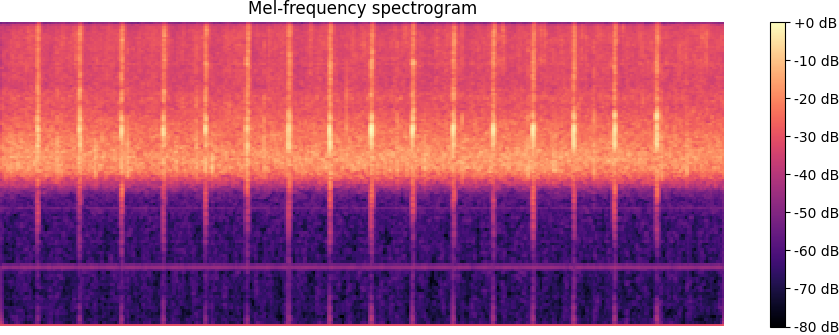 Mel-frequency spectrogram
+0 dB
-10 dB
-20 dB
-30 dB
-40 dB
-50 dB
-60 dB
-70 dB
-80 dB